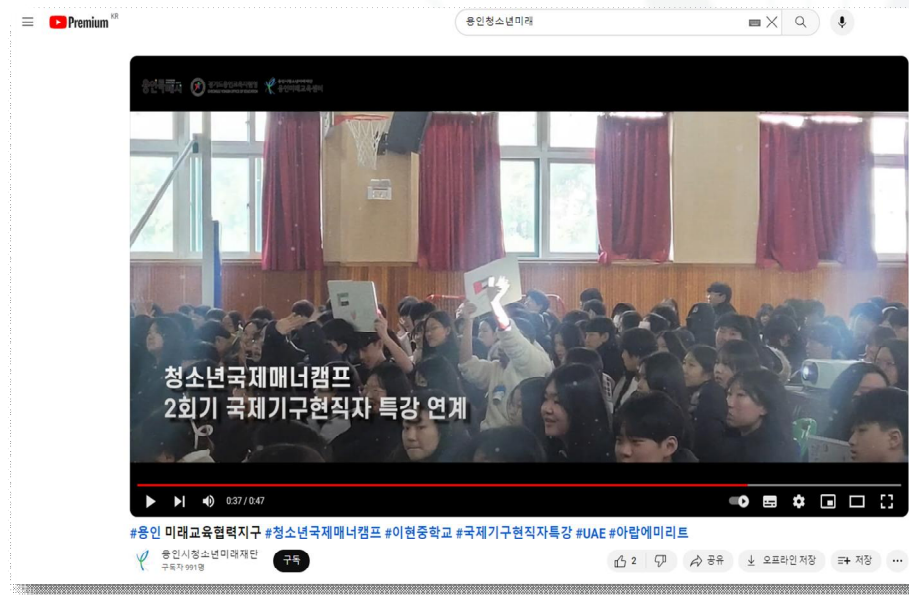 Premium KR
용인청소년미래
청소년국제매너캠프
2회기 국제기구현직자 특강 연계
0:37 / 0:47
#용인 미래교육협력지구 #청소년국제매너캠프 #이현중학교 #국제기구현직자특강 #UAE #아랍에미리트
용인시청소년미래재단
구독자 991명
구독
2
공유
오프라인 저장
저장